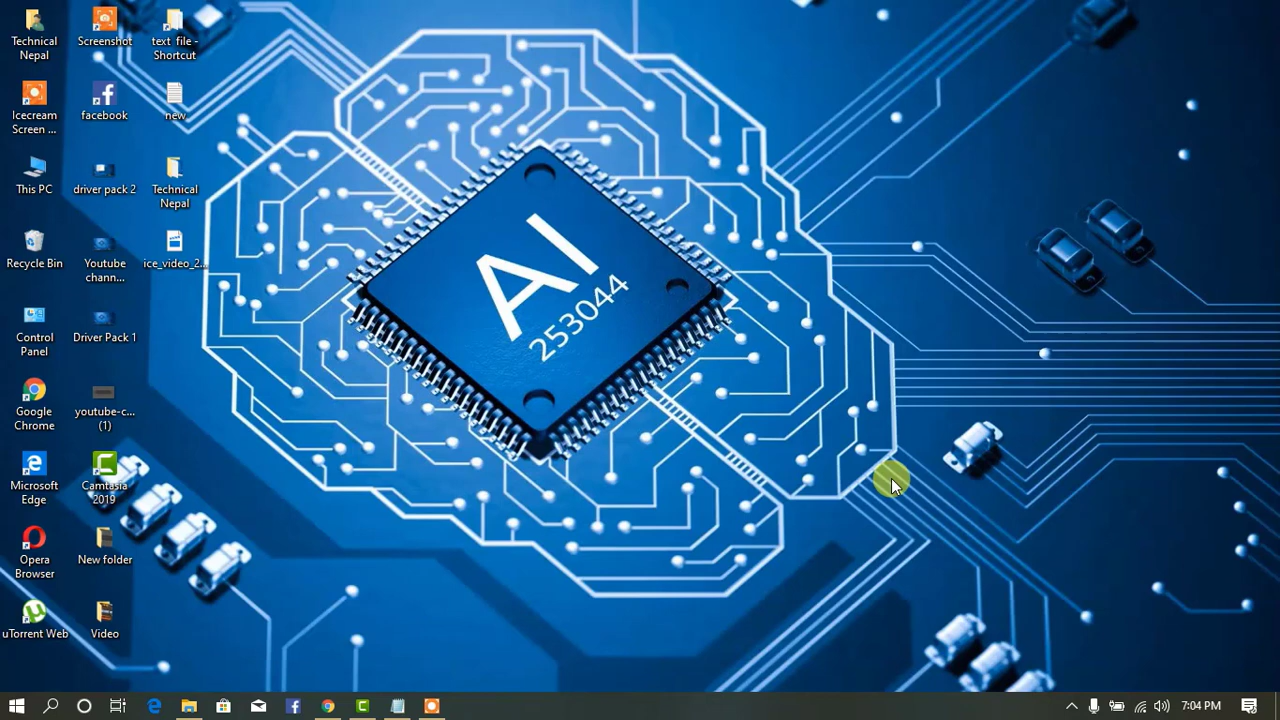 Technical
Nepal
Screenshot
text file -
Shortcut
Icecream
Screen ...
facebook
new
This PC
driver pack 2
Technical
Nepal
Recycle Bin
Youtube
chann...
ice_video_2...
Control
Panel
Driver Pack 1
Google
Chrome
youtube-c...
(1)
Microsoft
Edge
Camtasia
2019
Opera
Browser
New folder
uTorrent Web
Video
AI
253044
7:04 PM